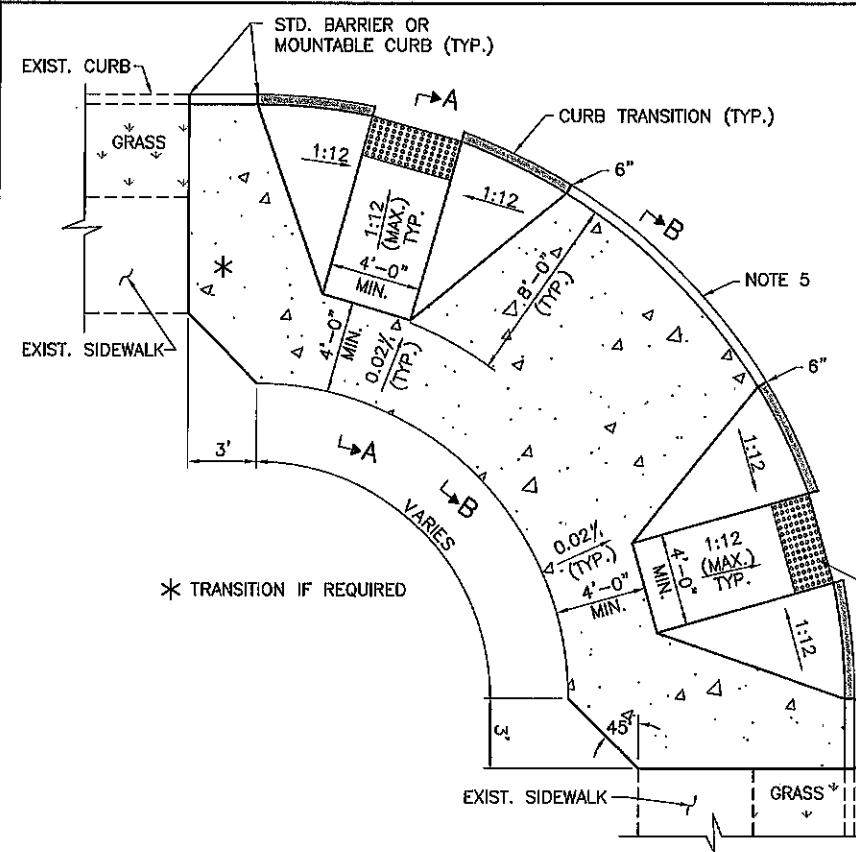 STD. BARRIER OR
MOUNTABLE CURB (TYP.)
EXIST. CURB
A
CURB TRANSITION (TYP.)
GRASS
6"
1:12
1:12
B
1:12
(MAX.)
TYP.
4'-0"
MIN.
8'-0"
(TYP.)
NOTE 5
*
EXIST. SIDEWALK
4'-0"
MIN.
0.02%
(TYP.)
6"
3'
A
B
1:12
VARIES
0.02%
(TYP.)
4'-0"
MIN.
4'-0"
MIN.
1:12
(MAX.)
TYP.
* TRANSITION IF REQUIRED
1:12
3'
45°
EXIST. SIDEWALK
GRASS